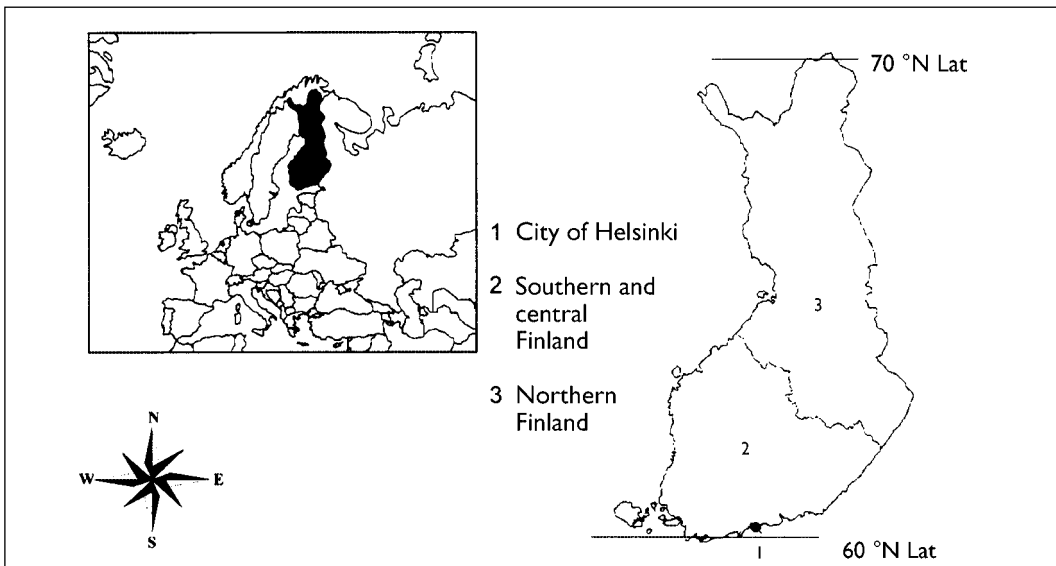 70 °N Lat
1 City of Helsinki
2 Southern and
central
Finland
3 Northern
Finland
3
2
N
W
E
S
1
60 °N Lat